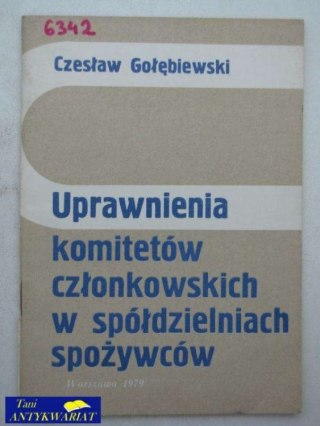 6342
Czesław Gołębiewski
Uprawnienia
komitetów
członkowskich
w spółdzielniach
spożywców
Warszawa 1979
Tani
ANTYKWARIAT